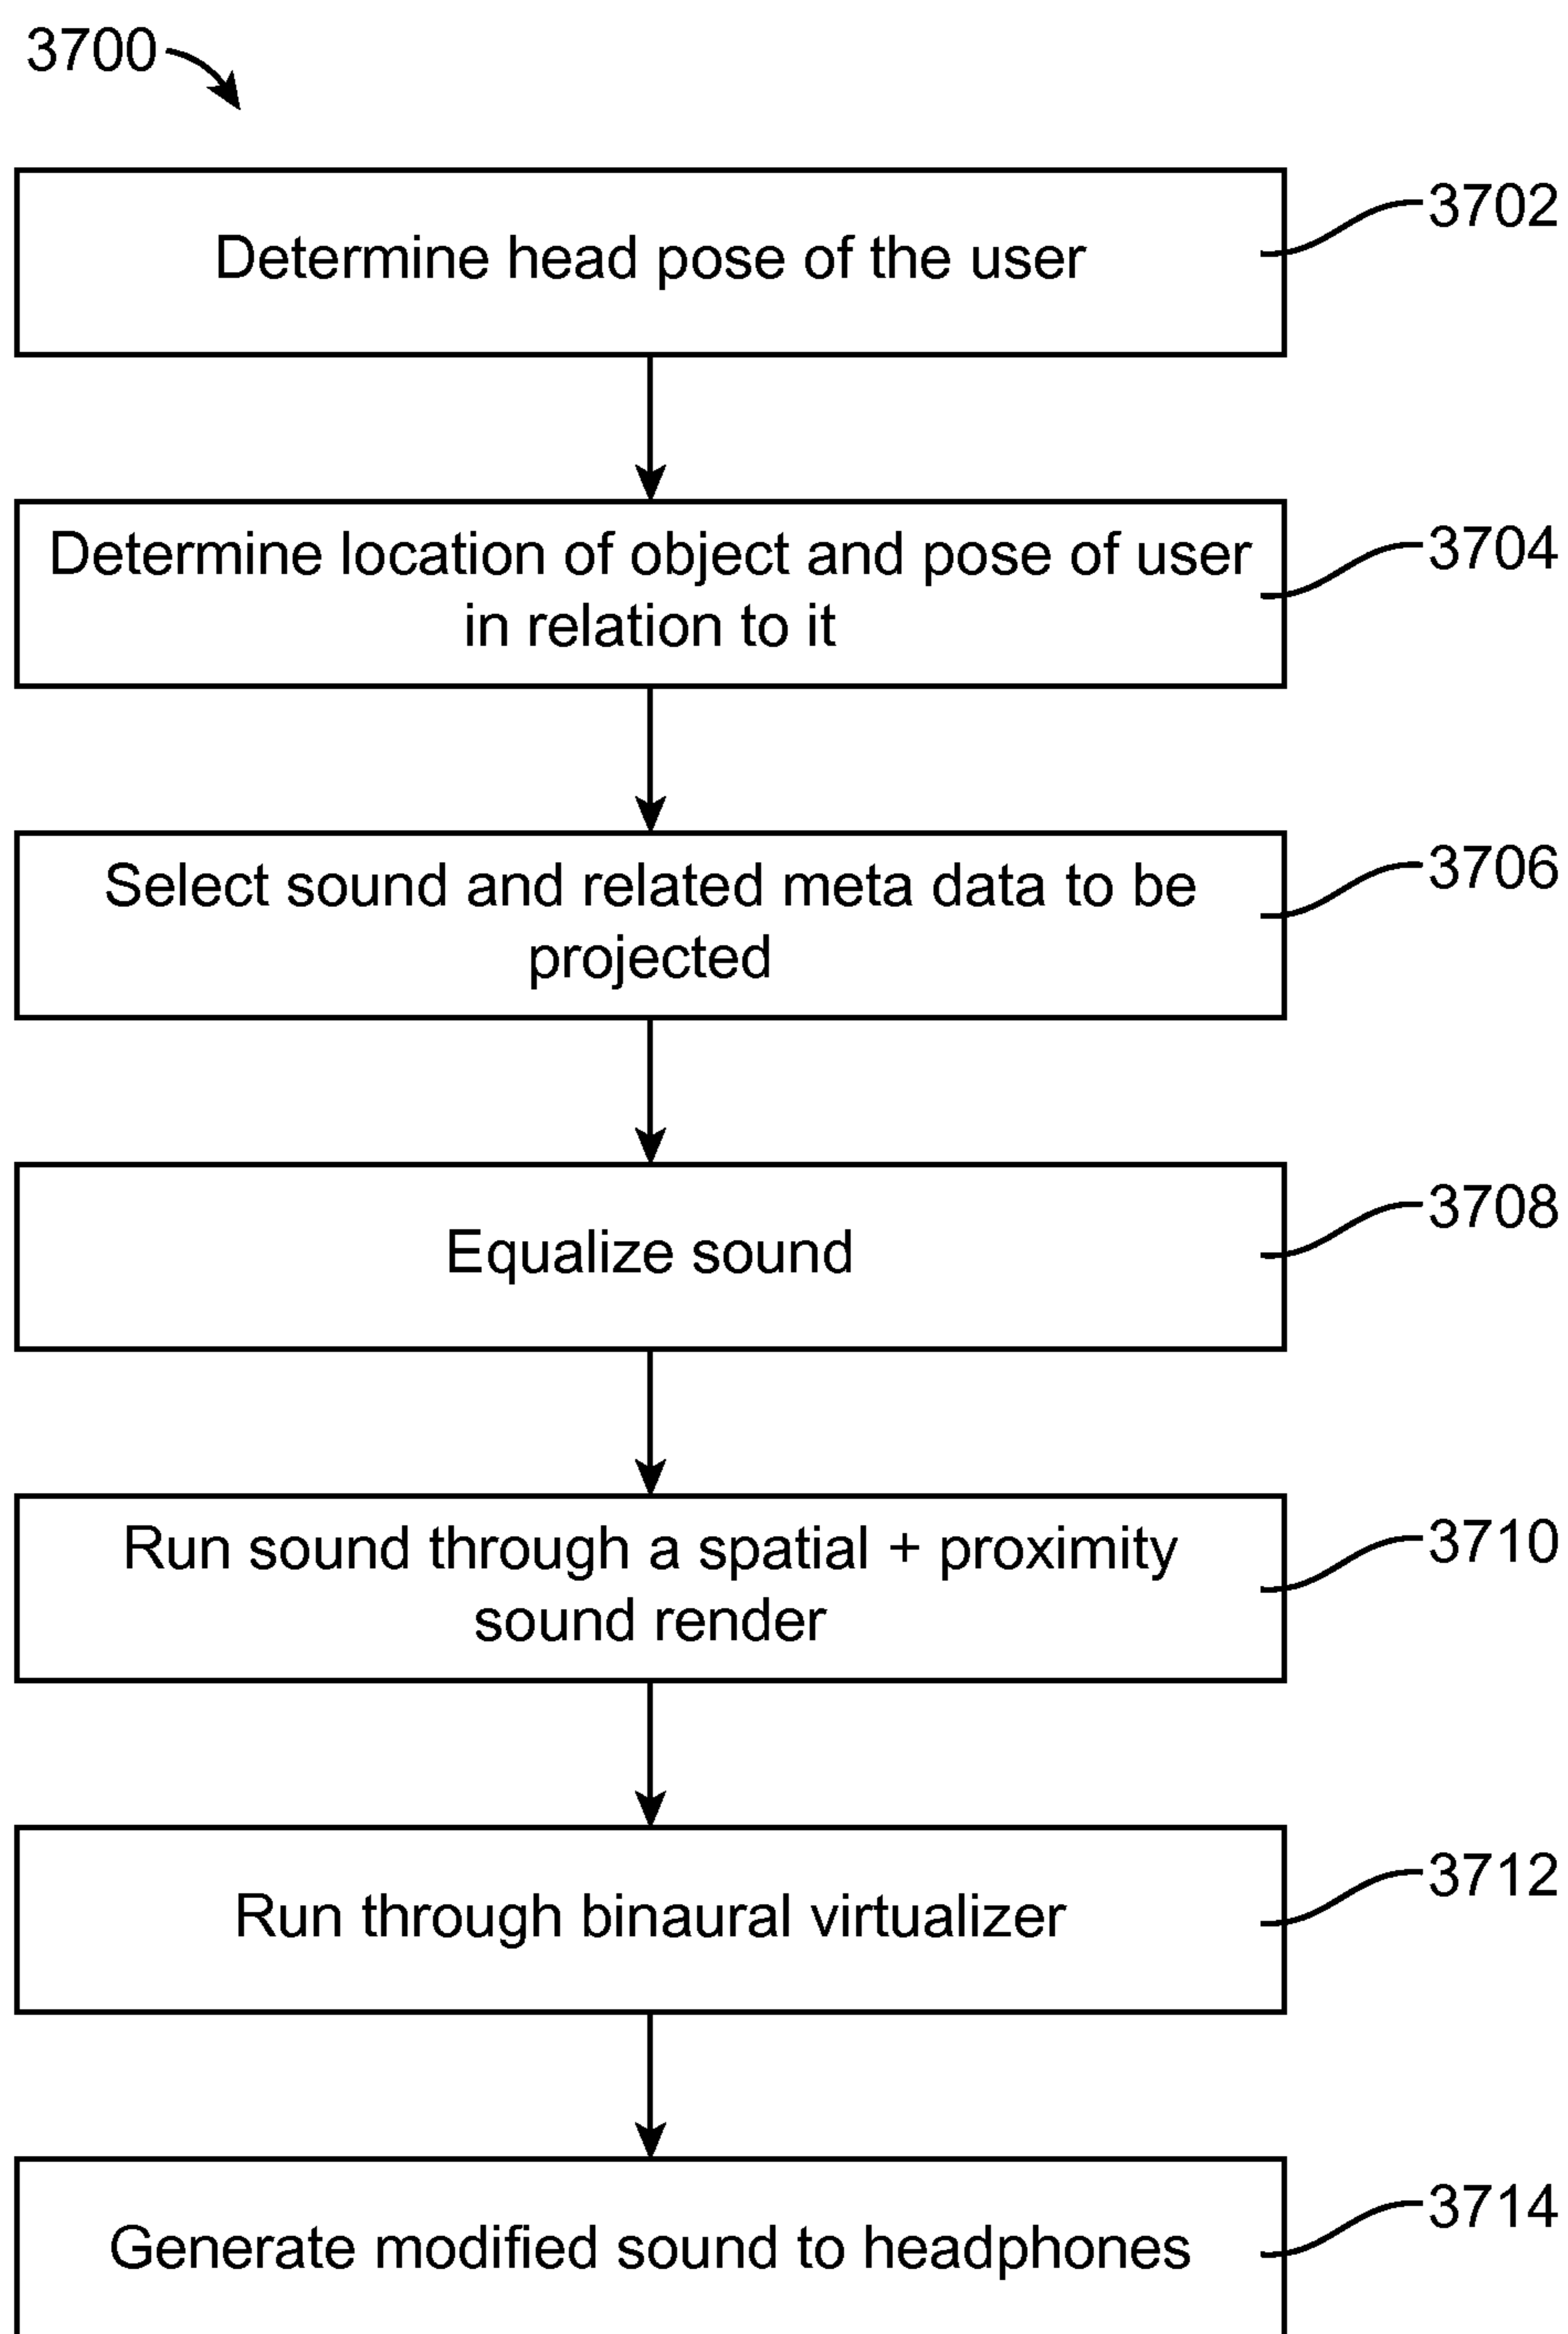 3700
Determine head pose of the user
3702
Determine location of object and pose of user
in relation to it
3704
Select sound and related meta data to be
projected
3706
Equalize sound
3708
Run sound through a spatial + proximity
sound render
3710
Run through binaural virtualizer
3712
Generate modified sound to headphones
3714